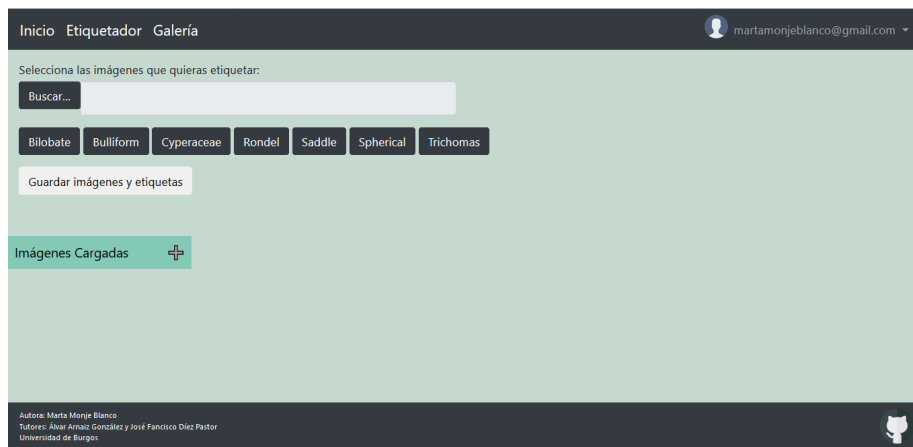 Inicio Etiquetador Galería martamonjeblanco@gmail.com
Selecciona las imágenes que quieras etiquetar:
Buscar...
Bilobate Bulliform Cyperaceae Rondel Saddle Spherical Trichomas
Guardar imágenes y etiquetas
Imágenes Cargadas
Autora: Marta Monje Blanco
Tutores: Álvar Arnaiz González y José Fancisco Díez Pastor
Universidad de Burgos